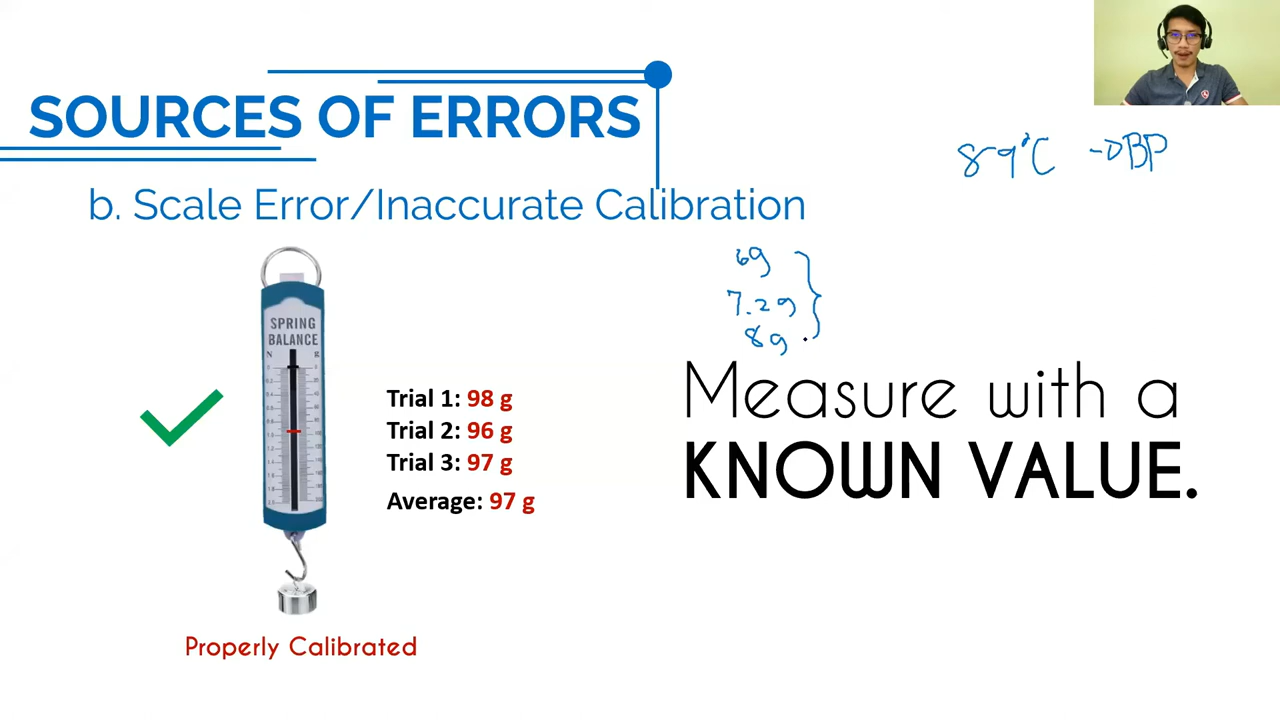 SOURCES OF ERRORS
89°C → BP
b. Scale Error/Inaccurate Calibration
6g
7.2g
8g
SPRING
BALANCE
N g
Trial 1: 98 g
Trial 2: 96 g
Trial 3: 97 g
Average: 97 g
Measure with a
KNOWN VALUE.
Properly Calibrated